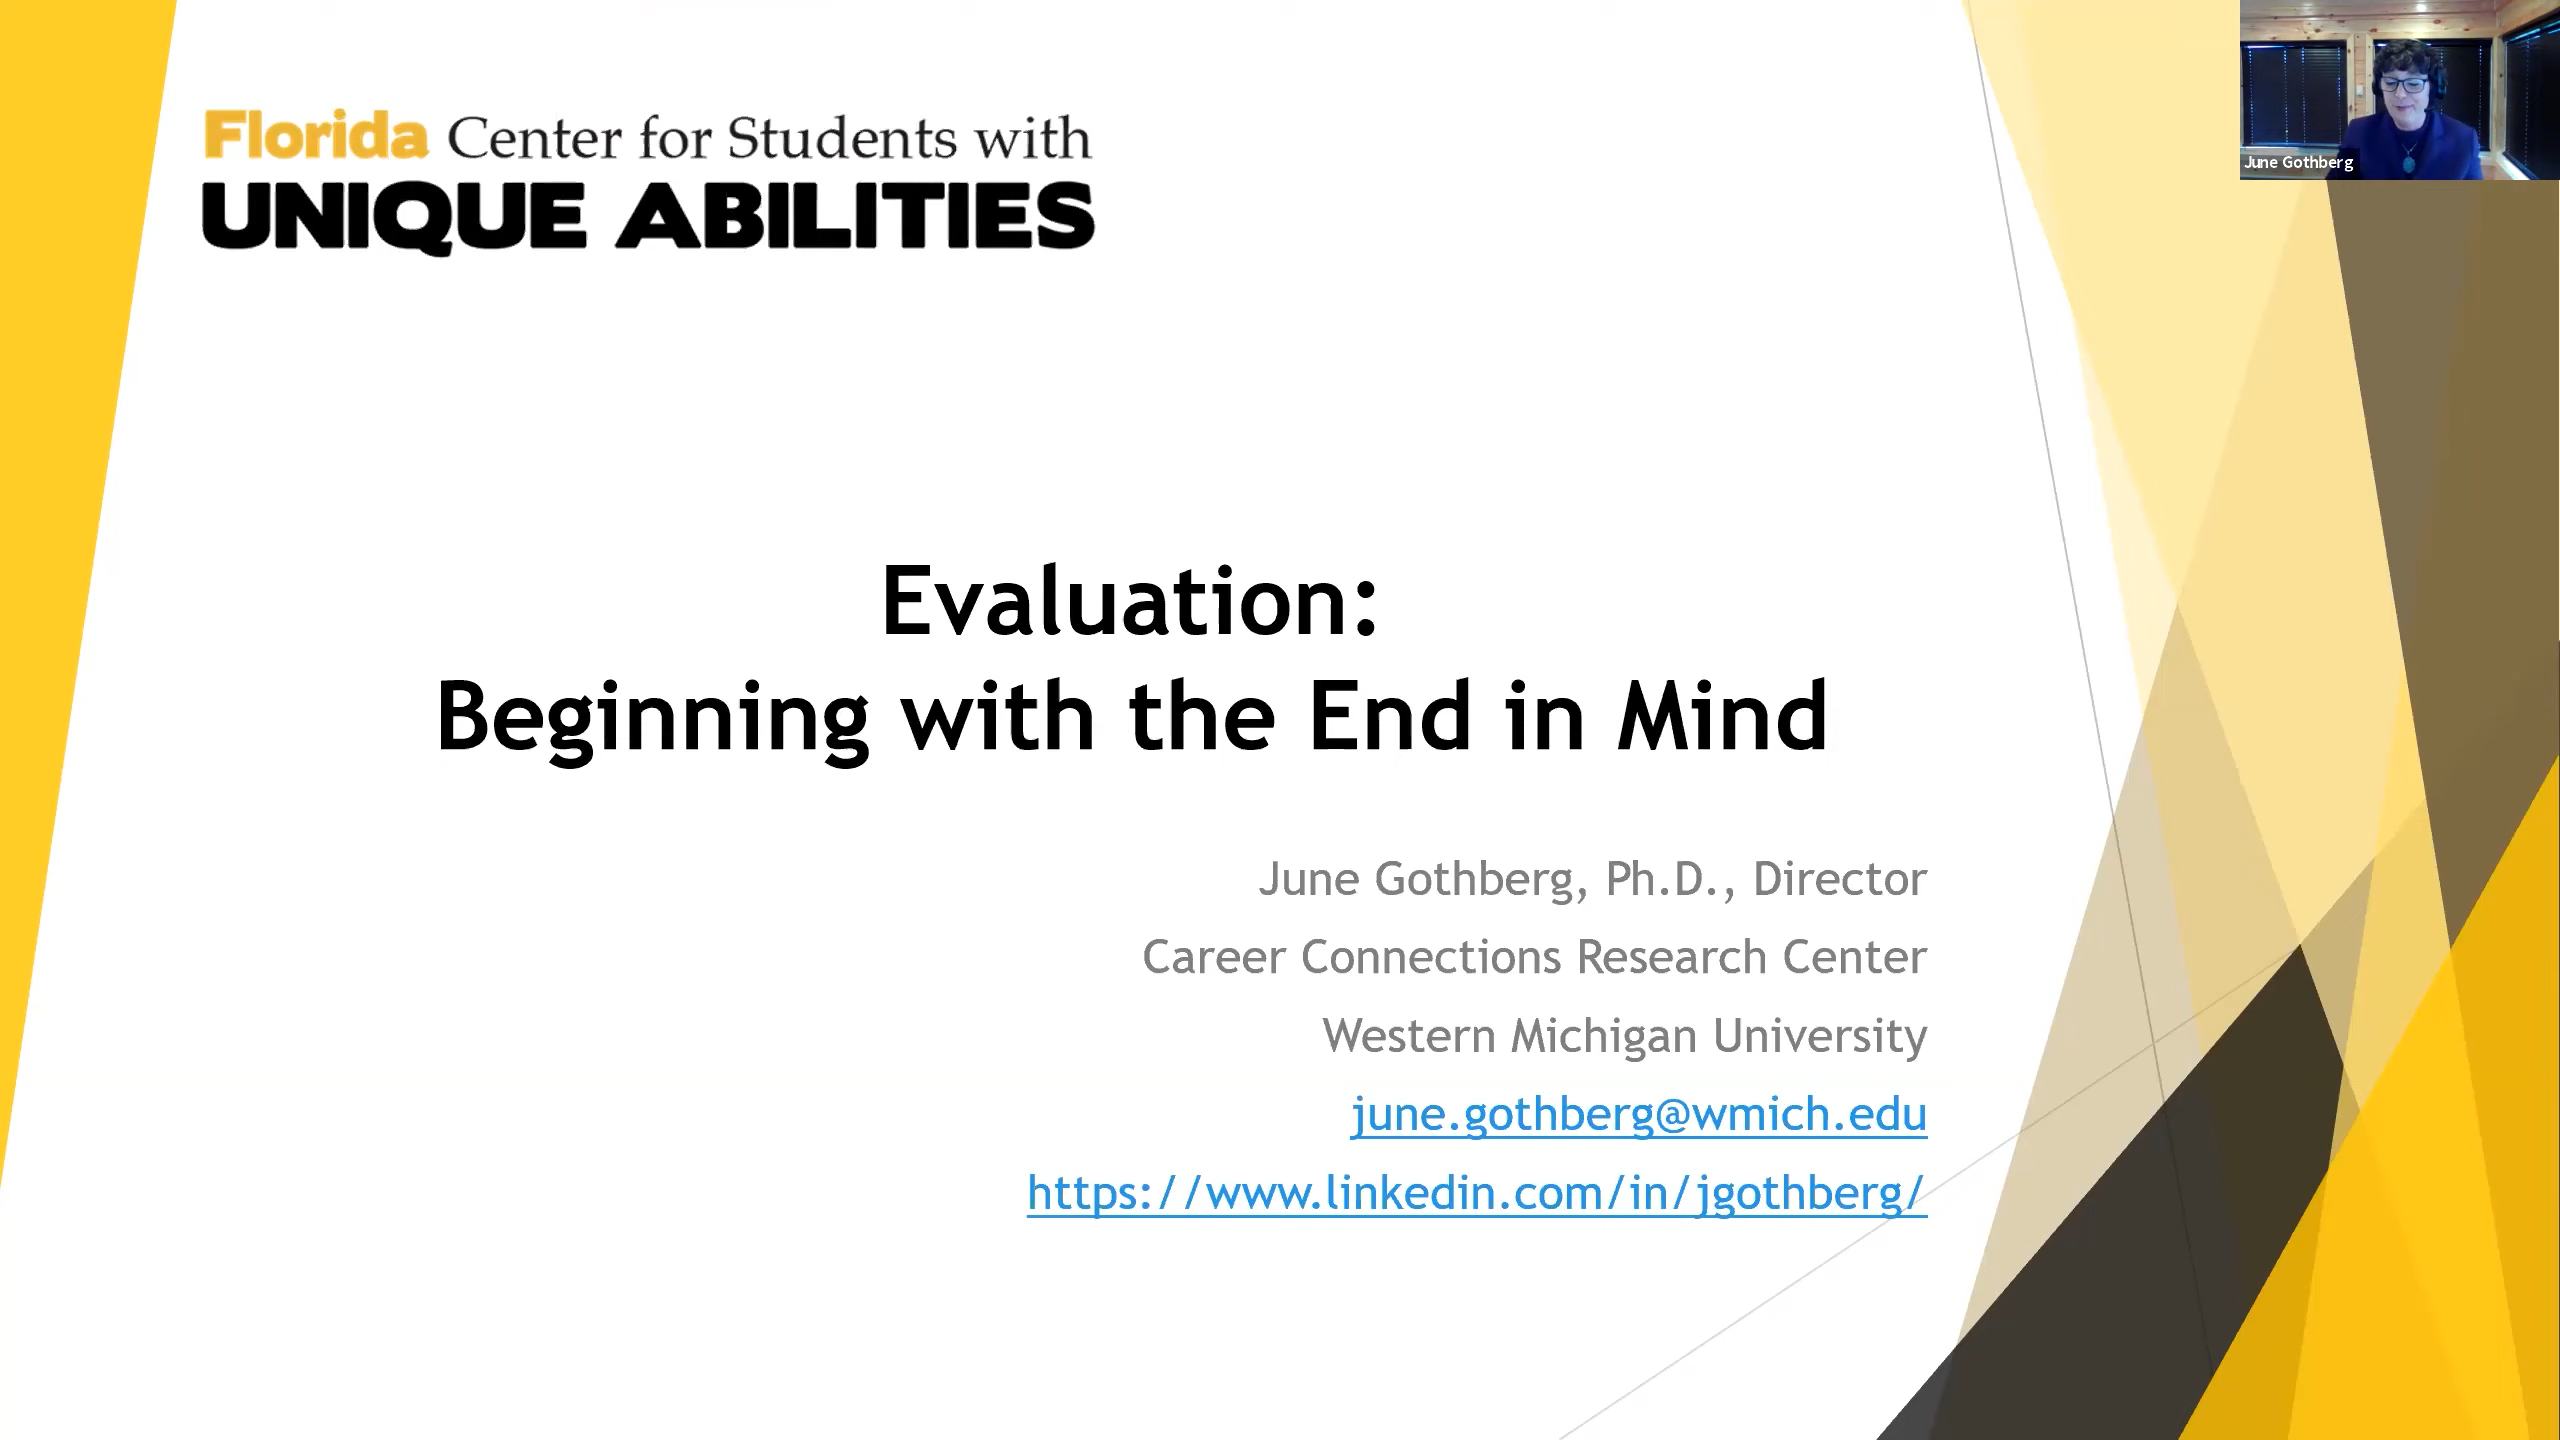 Florida Center for Students with
UNIQUE ABILITIES
June Gothberg
Evaluation:
Beginning with the End in Mind
June Gothberg, Ph.D., Director
Career Connections Research Center
Western Michigan University
june.gothberg@wmich.edu
https://www.linkedin.com/in/jgothberg/